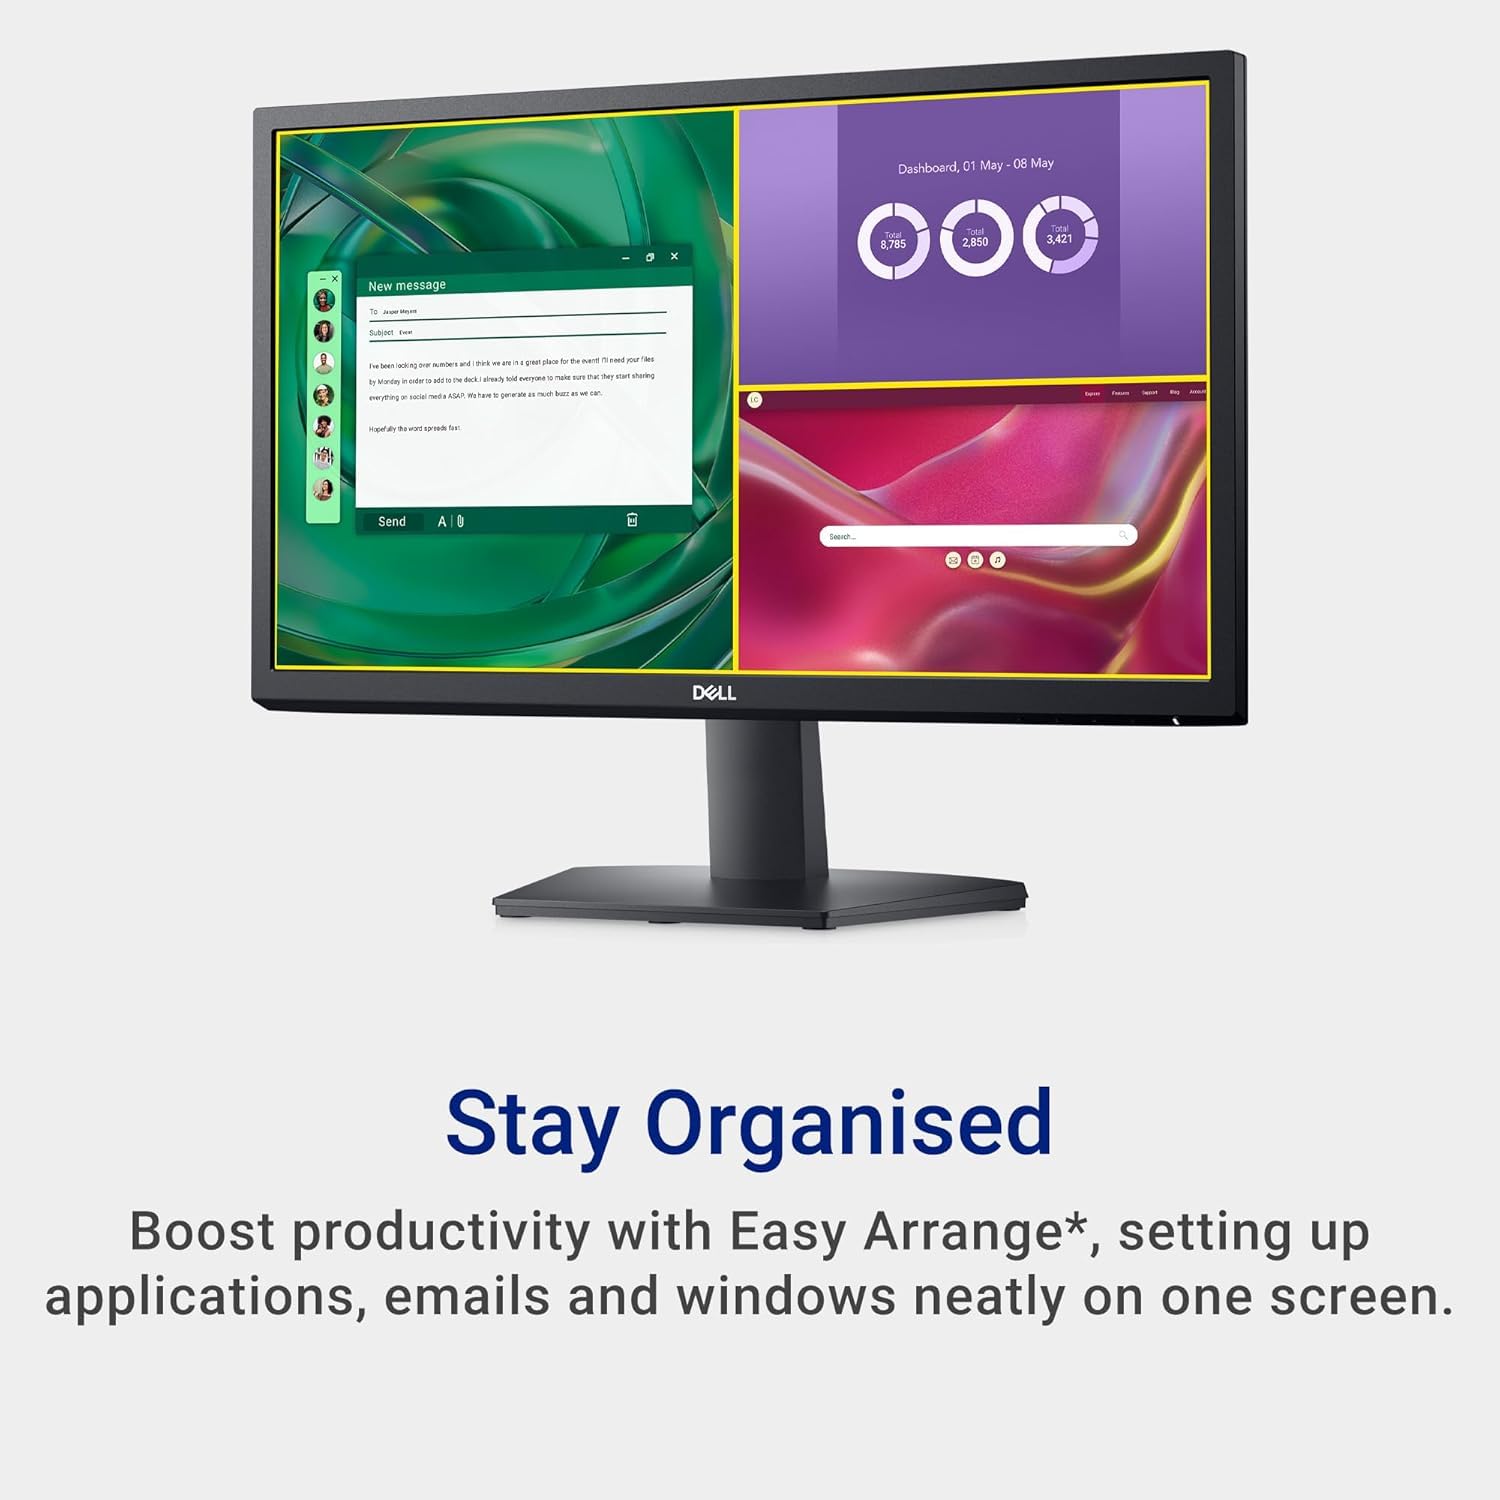 Dashboard, 01 May - 08 May
Total
8,785
Total
2,850
Total
3,421
New message
To Jasper Meyers
Subject Event
I've been looking over numbers and I think we are in a great place for the event! I'll need your files
by Monday in order to add to the deck.I already told everyone to make sure that they start sharing
everything on social media ASAP. We have to generate as much buzz as we can.
Hopefully the word spreads fast.
Send
A
LC
Explore Features Support Blog Account
Search...
DELL
Stay Organised
Boost productivity with Easy Arrange*, setting up
applications, emails and windows neatly on one screen.